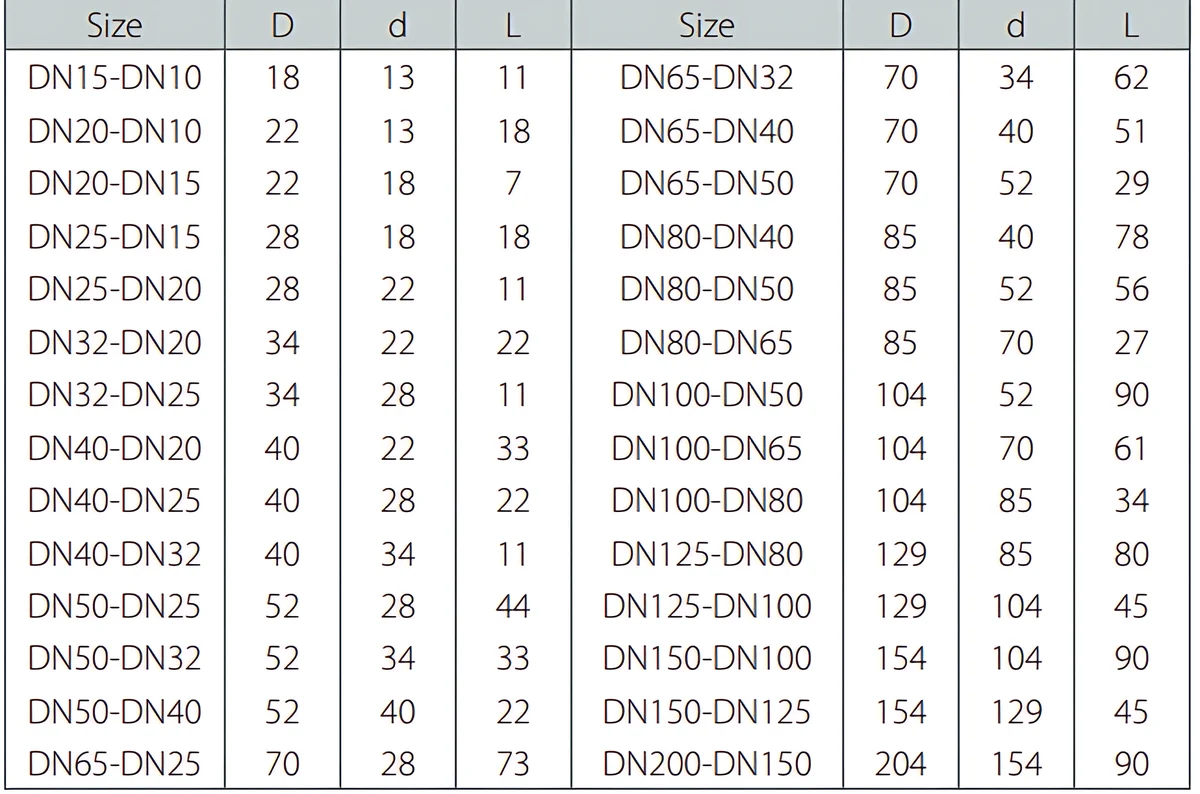 Size D d L Size D d L
DN15-DN10 18 13 11 DN65-DN32 70 34 62
DN20-DN10 22 13 18 DN65-DN40 70 40 51
DN20-DN15 22 18 7 DN65-DN50 70 52 29
DN25-DN15 28 18 18 DN80-DN40 85 40 78
DN25-DN20 28 22 11 DN80-DN50 85 52 56
DN32-DN20 34 22 22 DN80-DN65 85 70 27
DN32-DN25 34 28 11 DN100-DN50 104 52 90
DN40-DN20 40 22 33 DN100-DN65 104 70 61
DN40-DN25 40 28 22 DN100-DN80 104 85 34
DN40-DN32 40 34 11 DN125-DN80 129 85 80
DN50-DN25 52 28 44 DN125-DN100 129 104 45
DN50-DN32 52 34 33 DN150-DN100 154 104 90
DN50-DN40 52 40 22 DN150-DN125 154 129 45
DN65-DN25 70 28 73 DN200-DN150 204 154 90